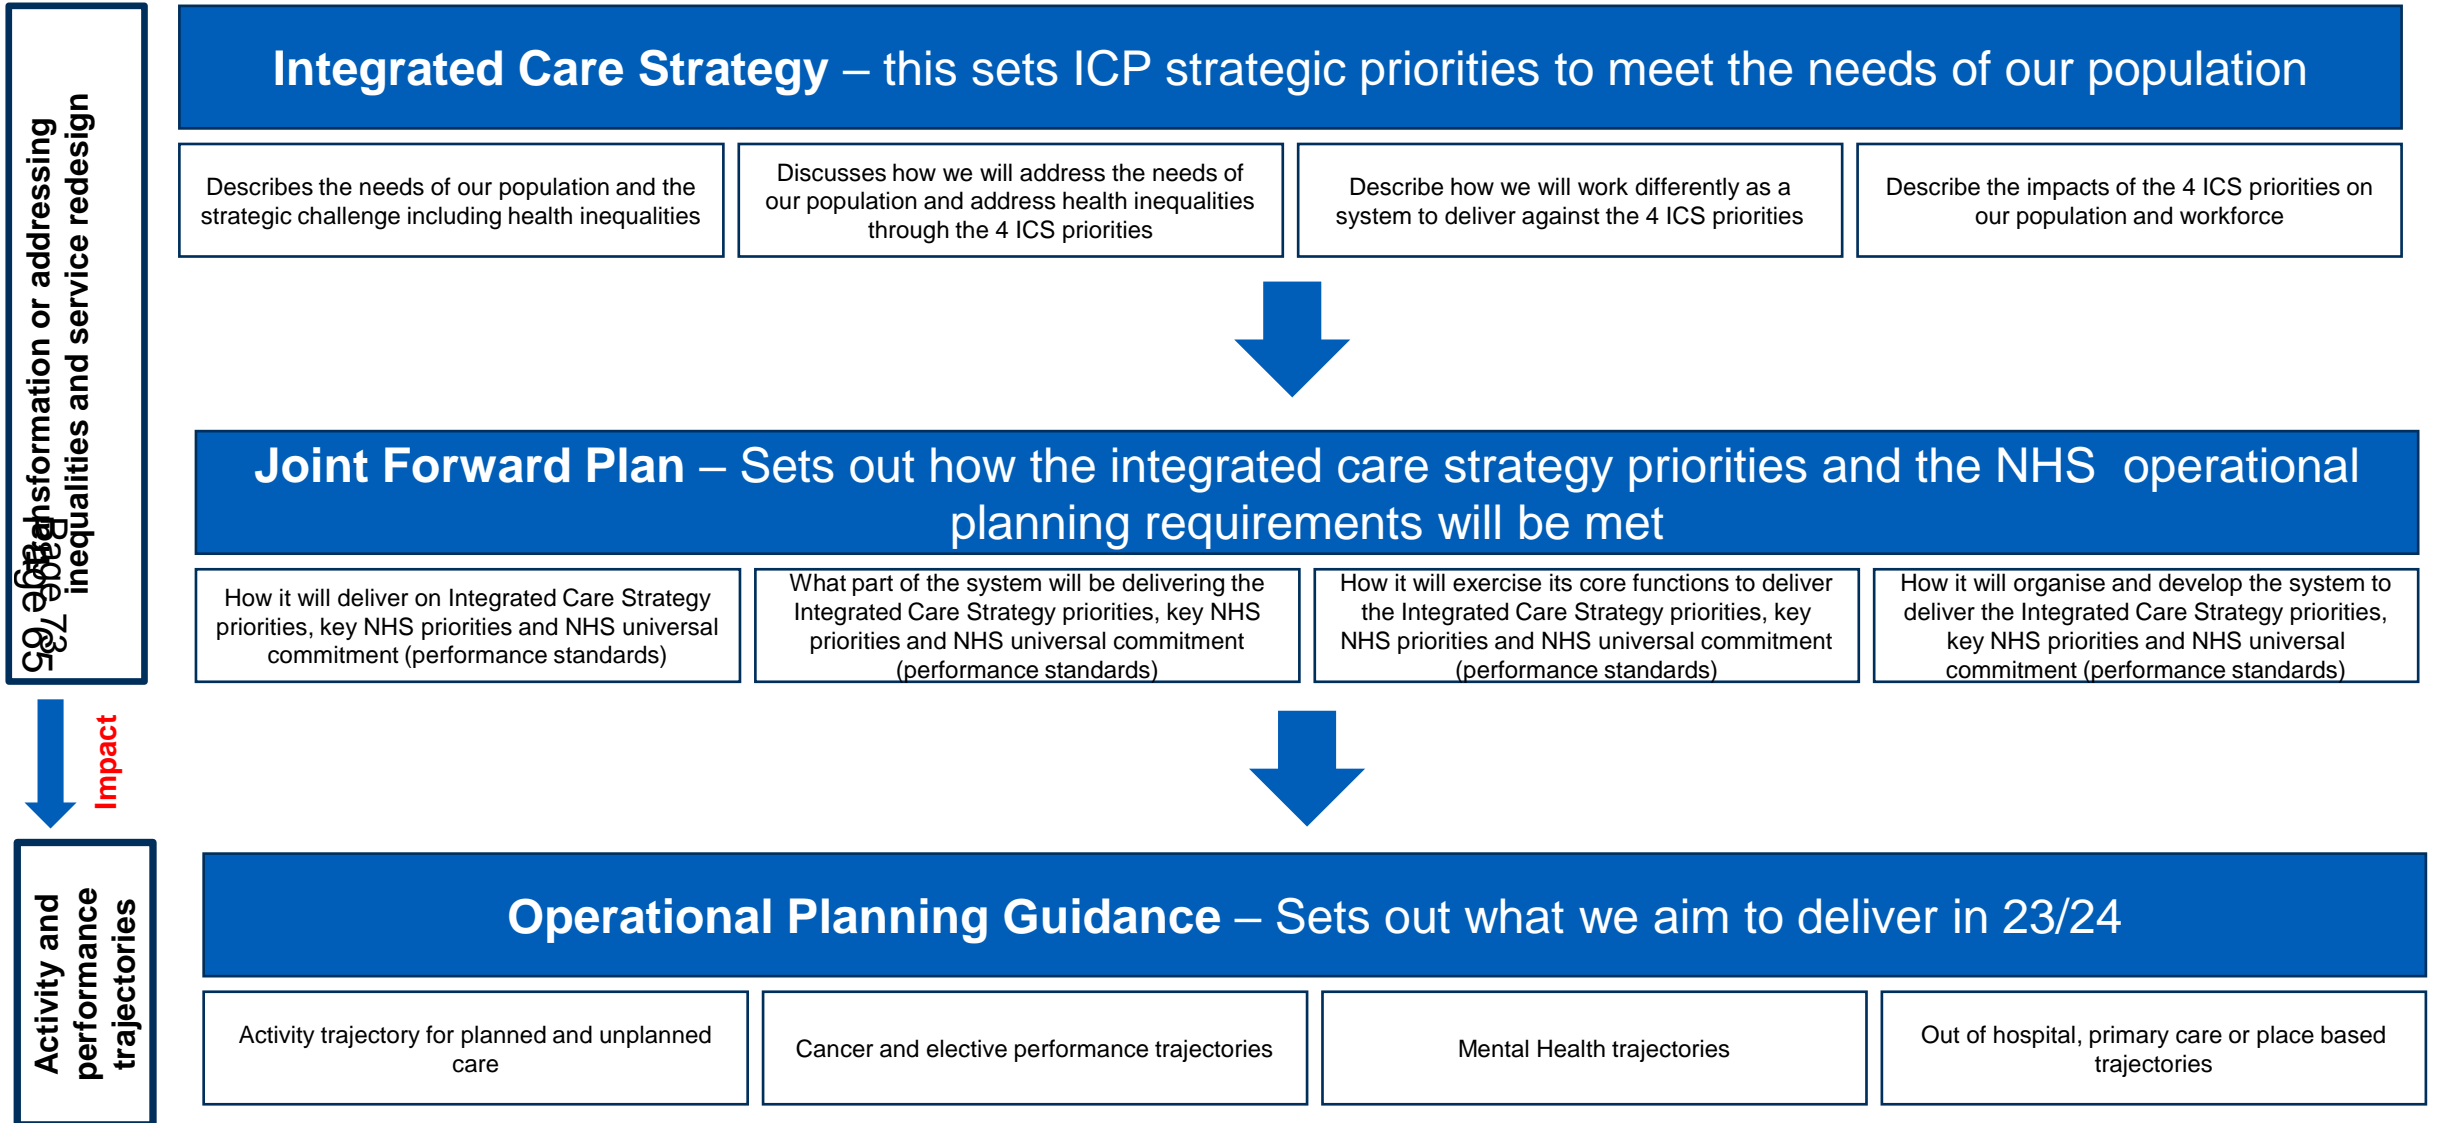 Transformation or addressing
inequalities and service redesign
Page 73
Page 65
Integrated Care Strategy – this sets ICP strategic priorities to meet the needs of our population
Describes the needs of our population and the
strategic challenge including health inequalities
Discusses how we will address the needs of
our population and address health inequalities
through the 4 ICS priorities
Describe how we will work differently as a
system to deliver against the 4 ICS priorities
Describe the impacts of the 4 ICS priorities on
our population and workforce
Joint Forward Plan – Sets out how the integrated care strategy priorities and the NHS operational
planning requirements will be met
How it will deliver on Integrated Care Strategy
priorities, key NHS priorities and NHS universal
commitment (performance standards)
What part of the system will be delivering the
Integrated Care Strategy priorities, key NHS
priorities and NHS universal commitment
(performance standards)
How it will exercise its core functions to deliver
the Integrated Care Strategy priorities, key
NHS priorities and NHS universal commitment
(performance standards)
How it will organise and develop the system to
deliver the Integrated Care Strategy priorities,
key NHS priorities and NHS universal
commitment (performance standards)
Impact
Activity and
performance
trajectories
Operational Planning Guidance – Sets out what we aim to deliver in 23/24
Activity trajectory for planned and unplanned
care
Cancer and elective performance trajectories
Mental Health trajectories
Out of hospital, primary care or place based
trajectories